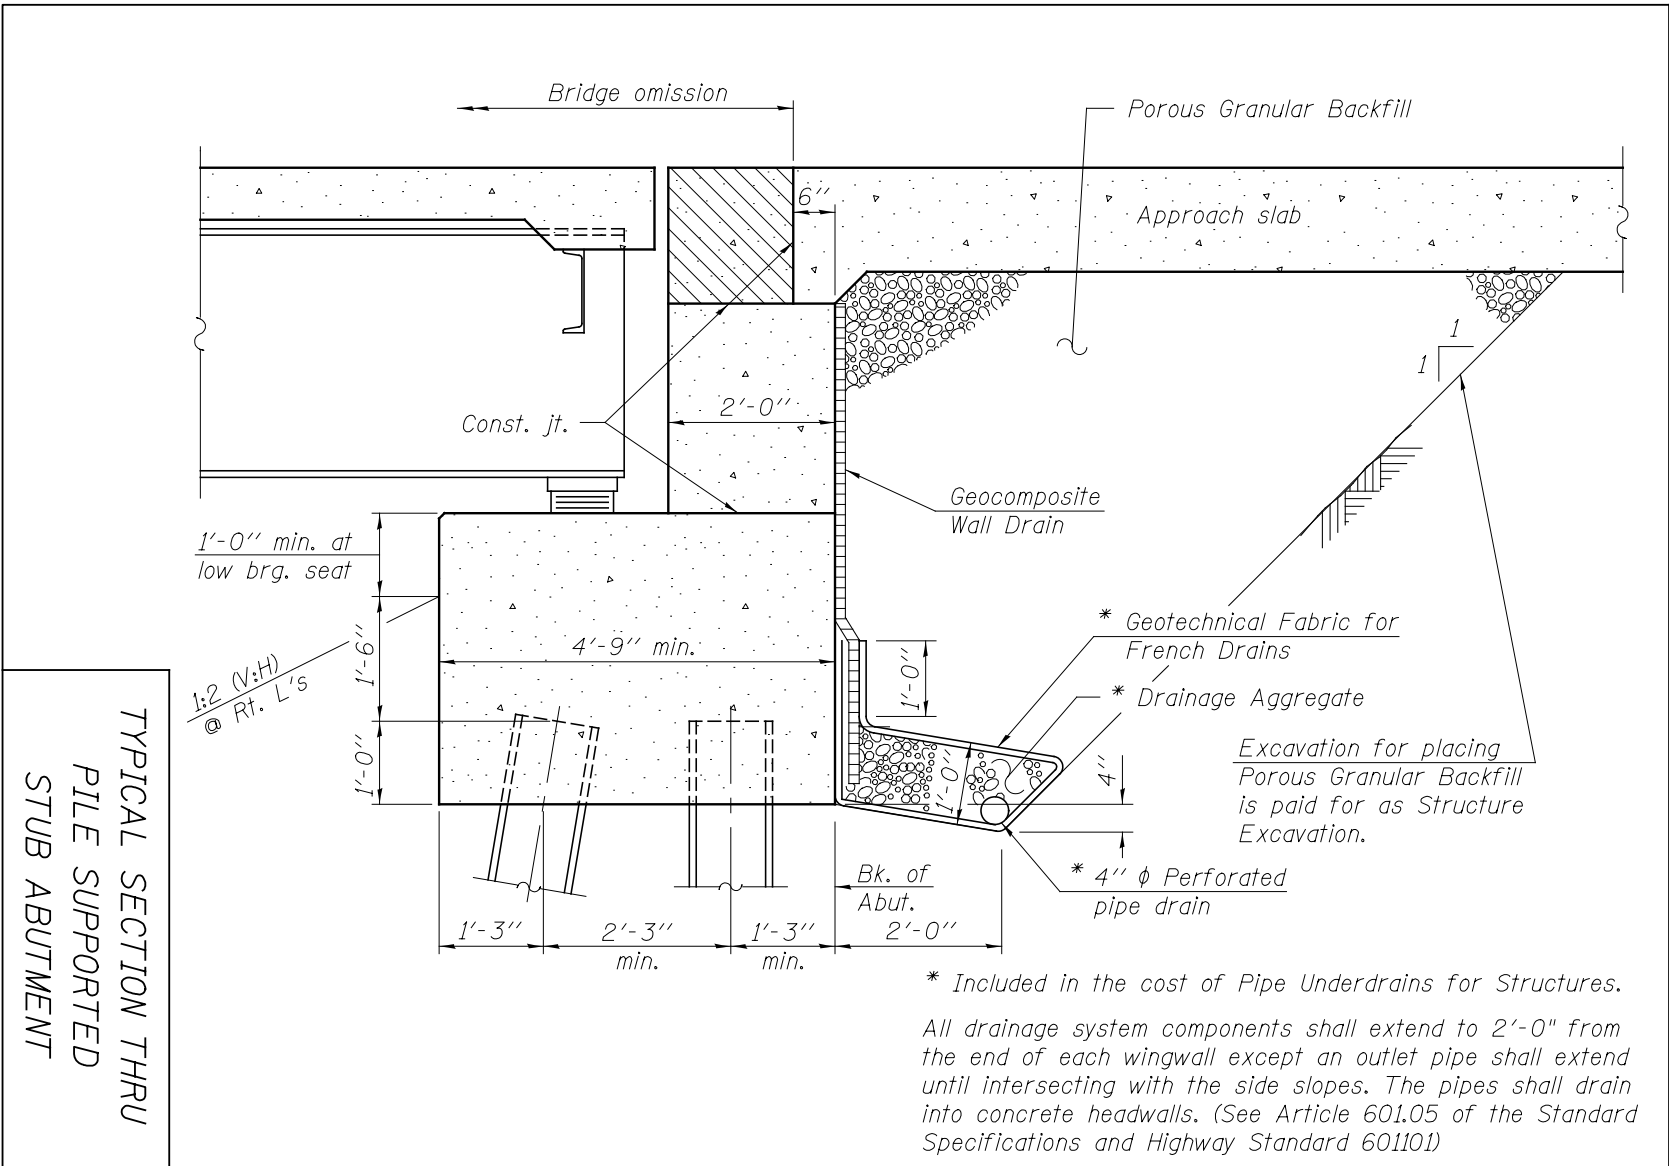 Bridge omission
Porous Granular Backfill
6''
Approach slab
1
1
Const. jt.
2'-0''
Geocomposite
Wall Drain
1'-0'' min. at
low brg. seat
* Geotechnical Fabric for
French Drains
1'-6''
4'-9'' min.
1'-0''
1:2 (V:H)
@ Rt. L's
* Drainage Aggregate
1'-0''
1'-0''
4''
Excavation for placing
Porous Granular Backfill
is paid for as Structure
Excavation.
* 4'' ϕ Perforated
pipe drain
Bk. of
Abut.
1'-3''
2'-3''
min.
1'-3''
min.
2'-0''
* Included in the cost of Pipe Underdrains for Structures.
All drainage system components shall extend to 2'-0" from
the end of each wingwall except an outlet pipe shall extend
until intersecting with the side slopes. The pipes shall drain
into concrete headwalls. (See Article 601.05 of the Standard
Specifications and Highway Standard 601101)
TYPICAL SECTION THRU
PILE SUPPORTED
STUB ABUTMENT